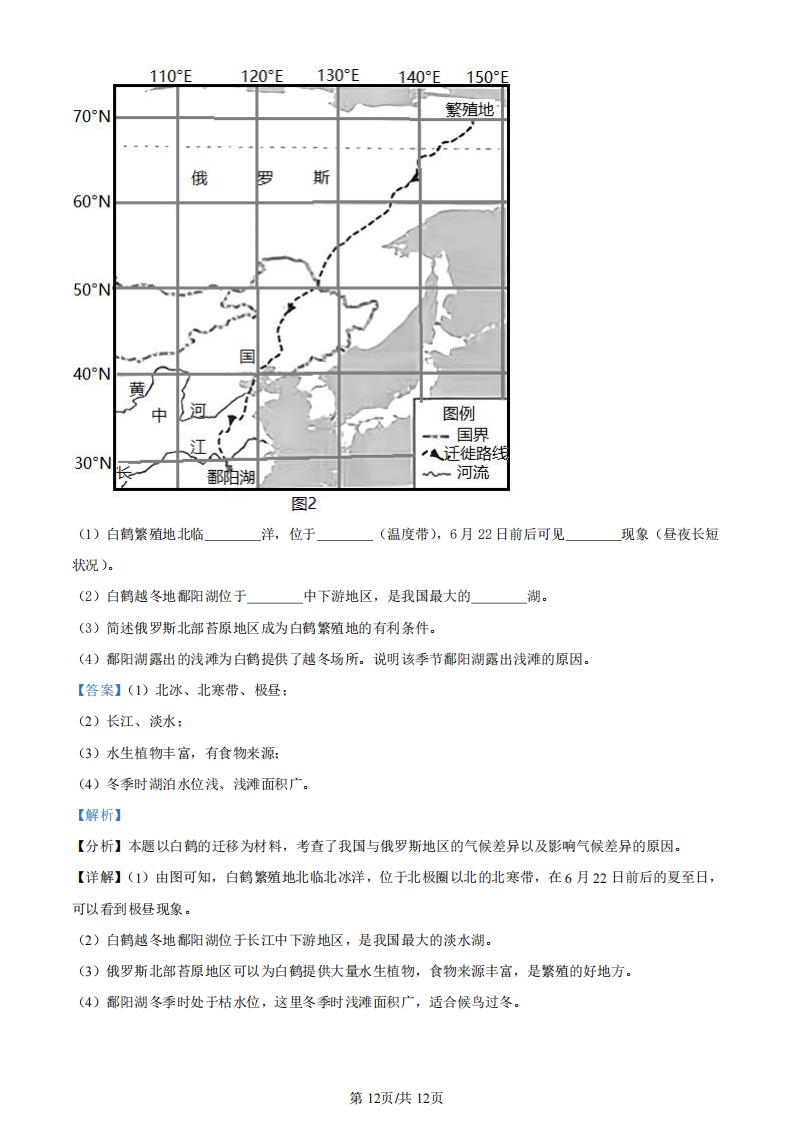 110°E 120°E 130°E 140°E 150°E
70°N
繁殖地
俄 罗 斯
60°N
50°N
国
40°N
黄
中 河
图例
国界
江
迁徙路线
30°N
长
鄱阳湖
河流
图2
（1）白鹤繁殖地北临________洋，位于________（温度带），6月22日前后可见________现象（昼夜长短
状况）。
（2）白鹤越冬地鄱阳湖位于________中下游地区，是我国最大的________湖。
（3）简述俄罗斯北部苔原地区成为白鹤繁殖地的有利条件。
（4）鄱阳湖露出的浅滩为白鹤提供了越冬场所。说明该季节鄱阳湖露出浅滩的原因。
【答案】（1）北冰、北寒带、极昼；
（2）长江、淡水；
（3）水生植物丰富，有食物来源；
（4）冬季时湖泊水位浅、浅滩面积广。
【解析】
【分析】本题以白鹤的迁移为材料，考查了我国与俄罗斯地区的气候差异以及影响气候差异的原因。
【详解】（1）由图可知，白鹤繁殖地北临北冰洋，位于北极圈以北的北寒带，在6月22日前后的夏至日，
可以看到极昼现象。
（2）白鹤越冬地鄱阳湖位于长江中下游地区，是我国最大的淡水湖。
（3）俄罗斯北部苔原地区可以为白鹤提供大量水生植物，食物来源丰富，是繁殖的好地方。
（4）鄱阳湖冬季时处于枯水位，这里冬季时浅滩面积广，适合候鸟过冬。
第 12页/共 12页